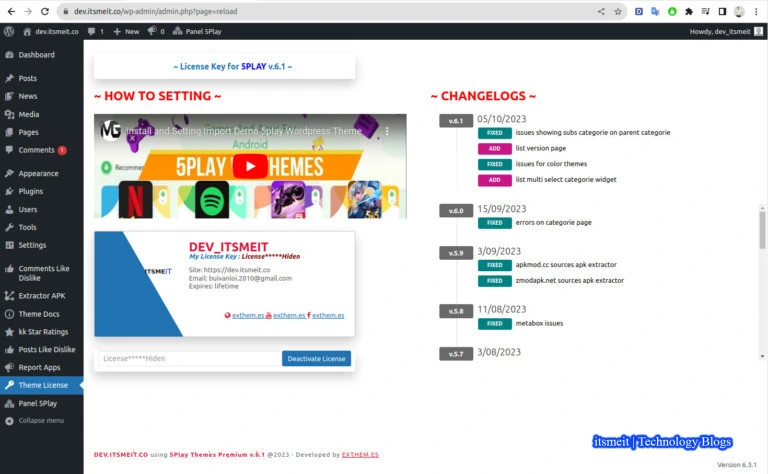 dev.itsmeit.co/wp-admin/admin.php?page=reload
dev.itsmeit.co
1
New
0
Panel 5Play
Howdy, dev_itsmeit
Dashboard
Posts
News
Media
Pages
Comments 1
Appearance
Plugins
Users
Tools
Settings
Comments Like
Dislike
Extractor APK
Theme Docs
kk Star Ratings
Posts Like Dislike
Report Apps
Theme License
Panel 5Play
Collapse menu
~ License Key for 5PLAY v.6.1 ~
~ HOW TO SETTING ~
Install and Setting Import Demo 5play Wordpress Theme
Android
Recomme
5PLAY THEMES
DEV_ITSMEIT
My License Key : License*****Hiden
Site: https://dev.itsmeit.co
Email: buivanloi.2010@gmail.com
Expires: lifetime
ITSMEIT
exthem.es exthem.es exthem.es
License*****Hiden
Deactivate License
~ CHANGELOGS ~
v.6.1
05/10/2023
FIXED issues showing subs categorie on parent categorie
ADD list version page
FIXED issues for color themes
ADD list multi select categorie widget
v.6.0
15/09/2023
FIXED errors on categorie page
v.5.9
3/09/2023
FIXED apkmod.cc sources apk extractor
FIXED zmodapk.net sources apk extractor
v.5.8
11/08/2023
FIXED metabox issues
v.5.7
3/08/2023
itsmeit | Technology Blogs
DEV.ITSMEIT.CO using 5Play Themes Premium v.6.1 @2023 - Developed by EXTHEM.ES
Version 6.3.1